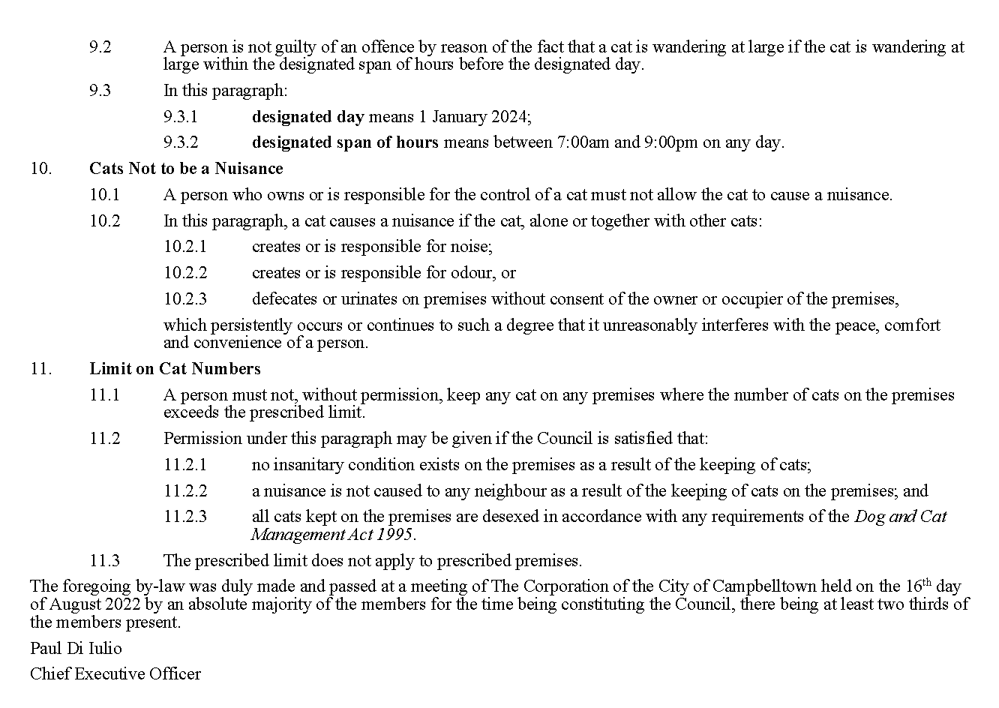 9.2 A person is not guilty of an offence by reason of the fact that a cat is wandering at large if the cat is wandering at
large within the designated span of hours before the designated day.
9.3 In this paragraph:
9.3.1 designated day means 1 January 2024;
9.3.2 designated span of hours means between 7:00am and 9:00pm on any day.
10. Cats Not to be a Nuisance
10.1 A person who owns or is responsible for the control of a cat must not allow the cat to cause a nuisance.
10.2 In this paragraph, a cat causes a nuisance if the cat, alone or together with other cats:
10.2.1 creates or is responsible for noise;
10.2.2 creates or is responsible for odour, or
10.2.3 defecates or urinates on premises without consent of the owner or occupier of the premises,
which persistently occurs or continues to such a degree that it unreasonably interferes with the peace, comfort
and convenience of a person.
11. Limit on Cat Numbers
11.1 A person must not, without permission, keep any cat on any premises where the number of cats on the premises
exceeds the prescribed limit.
11.2 Permission under this paragraph may be given if the Council is satisfied that:
11.2.1 no insanitary condition exists on the premises as a result of the keeping of cats;
11.2.2 a nuisance is not caused to any neighbour as a result of the keeping of cats on the premises; and
11.2.3 all cats kept on the premises are desexed in accordance with any requirements of the Dog and Cat
Management Act 1995.
11.3 The prescribed limit does not apply to prescribed premises.
The foregoing by-law was duly made and passed at a meeting of The Corporation of the City of Campbelltown held on the 16th day
of August 2022 by an absolute majority of the members for the time being constituting the Council, there being at least two thirds of
the members present.
Paul Di Iulio
Chief Executive Officer